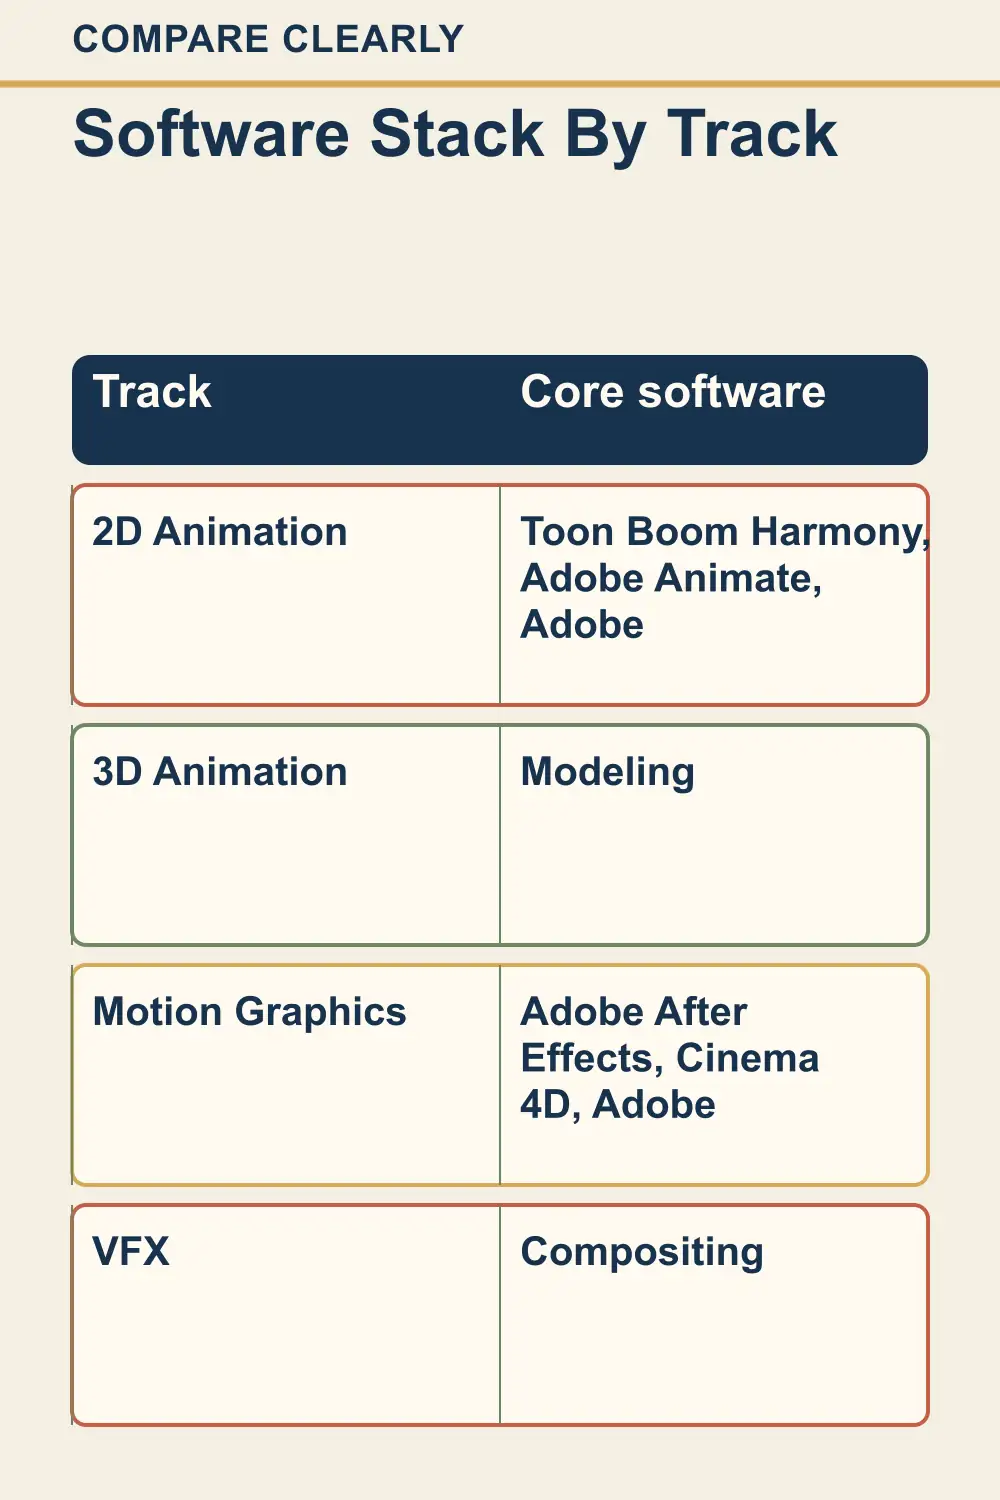 COMPARE CLEARLY
Software Stack By Track
Track
Core software
2D Animation
Toon Boom Harmony,
Adobe Animate,
Adobe
3D Animation
Modeling
Motion Graphics
Adobe After
Effects, Cinema
4D, Adobe
VFX
Compositing